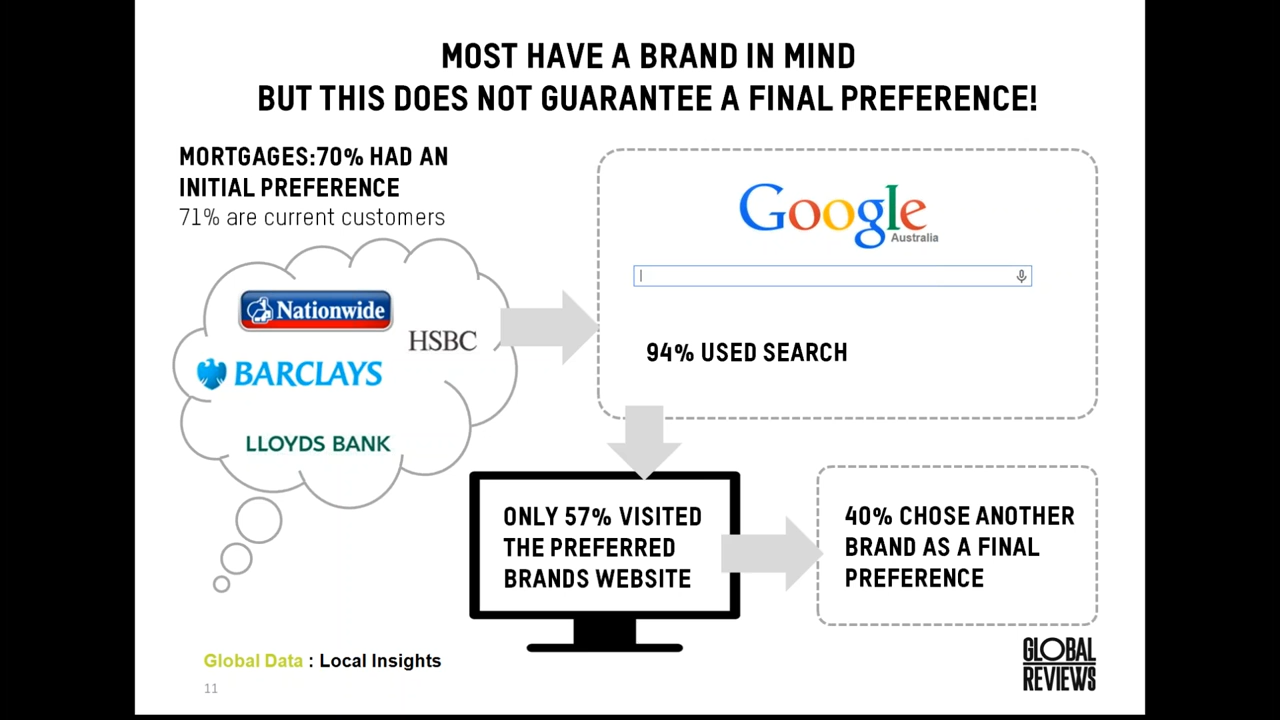 MOST HAVE A BRAND IN MIND
BUT THIS DOES NOT GUARANTEE A FINAL PREFERENCE!
MORTGAGES:70% HAD AN
INITIAL PREFERENCE
71% are current customers
Nationwide
HSBC
BARCLAYS
LLOYDS BANK
Google
Australia
94% USED SEARCH
ONLY 57% VISITED
THE PREFERRED
BRANDS WEBSITE
40% CHOSE ANOTHER
BRAND AS A FINAL
PREFERENCE
Global Data : Local Insights
11
GLOBAL
REVIEWS